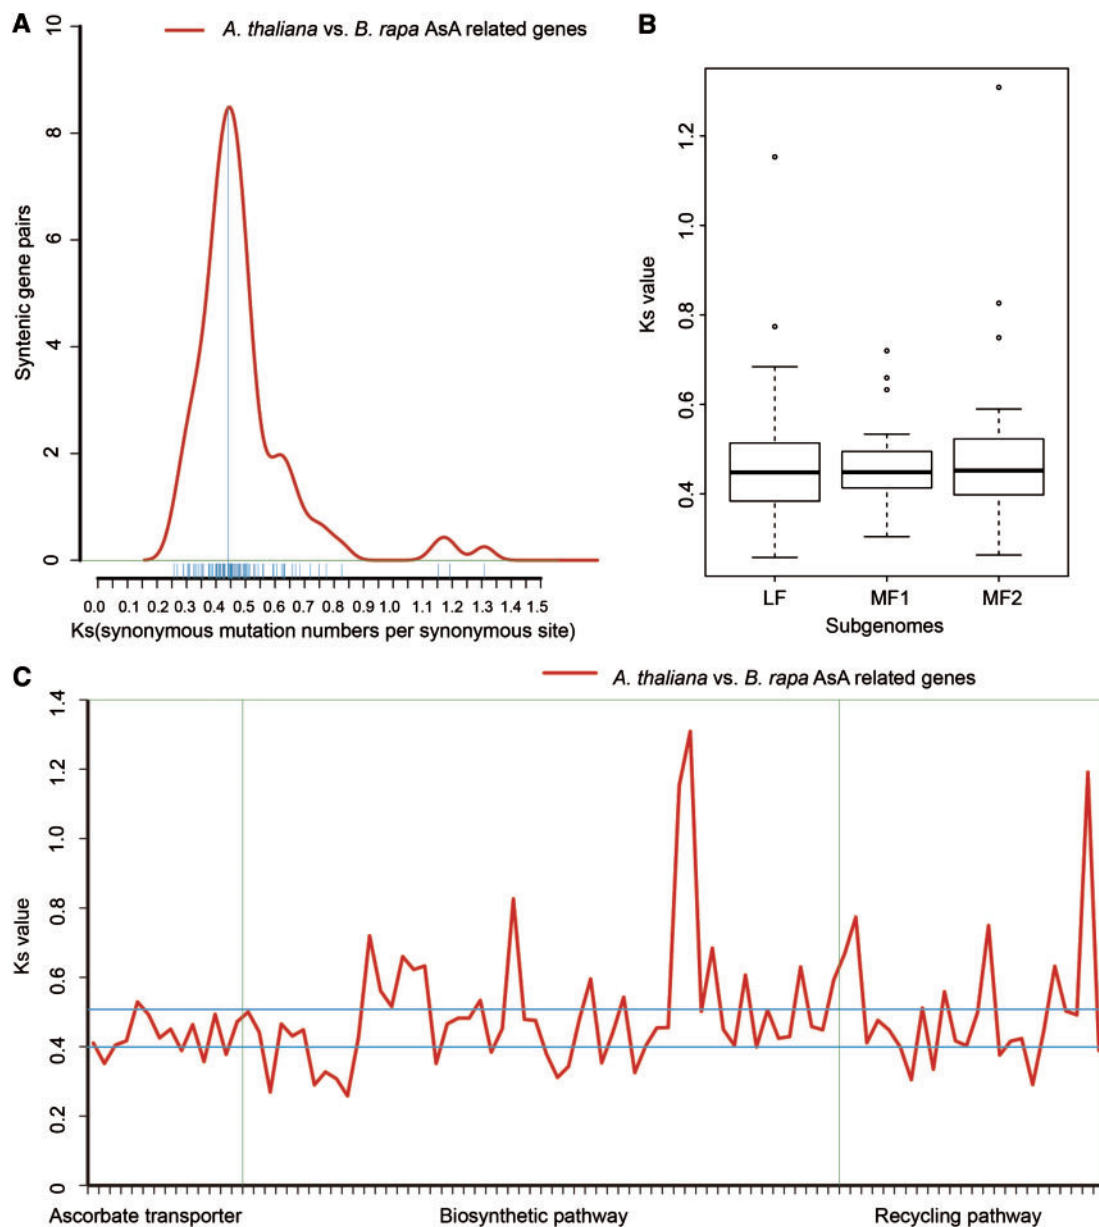 A
A. thaliana vs. B. rapa AsA related genes
10
8
6
4
2
0
Syntenic gene pairs
0.0 0.1 0.2 0.3 0.4 0.5 0.6 0.7 0.8 0.9 1.0 1.1 1.2 1.3 1.4 1.5
Ks(synonymous mutation numbers per synonymous site)
B
1.2
1.0
0.8
0.6
0.4
Ks value
LF MF1 MF2
Subgenomes
C
A. thaliana vs. B. rapa AsA related genes
1.4
1.2
1.0
0.8
0.6
0.4
0.2
0
Ks value
Ascorbate transporter Biosynthetic pathway Recycling pathway